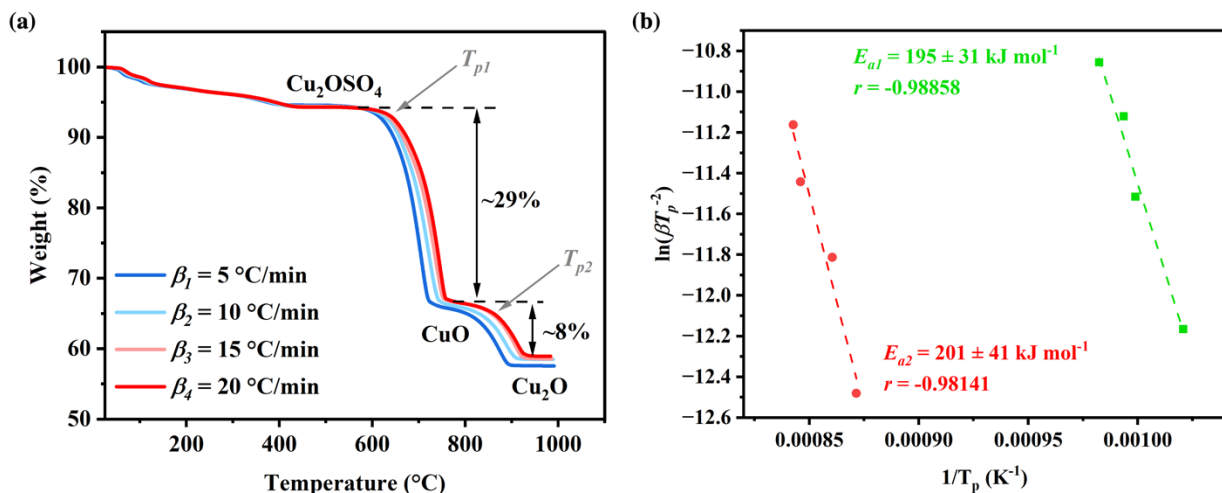 (a)
100
90
80
70
60
50
Weight (%)
200
400
600
800
1000
Temperature (°C)
Cu₂OSO₄
Tₚ₁
~29%
Tₚ₂
~8%
CuO
Cu₂O
β₁ = 5 °C/min
β₂ = 10 °C/min
β₃ = 15 °C/min
β₄ = 20 °C/min
(b)
−10.8
−11.0
−11.2
−11.4
−11.6
−11.8
−12.0
−12.2
−12.4
−12.6
ln(βTₚ⁻²)
0.00085
0.00090
0.00095
0.00100
1/Tₚ (K⁻¹)
Eₐ₁ = 195 ± 31 kJ mol⁻¹
r = -0.98858
Eₐ₂ = 201 ± 41 kJ mol⁻¹
r = -0.98141